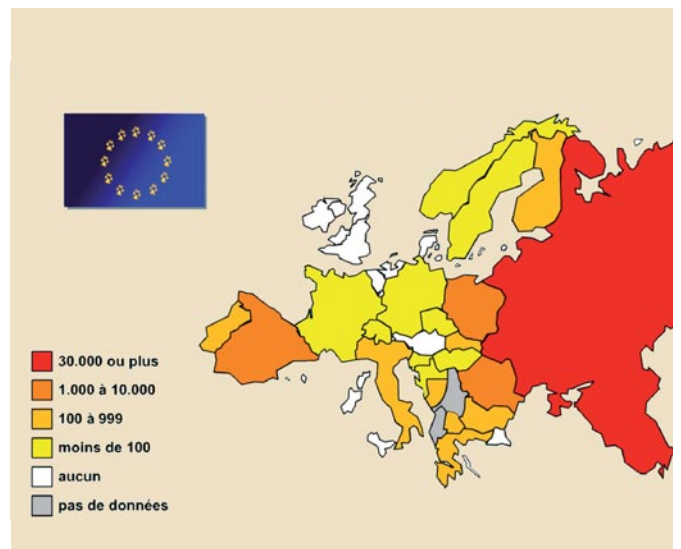 30.000 ou plus
1.000 à 10.000
100 à 999
moins de 100
aucun
pas de données